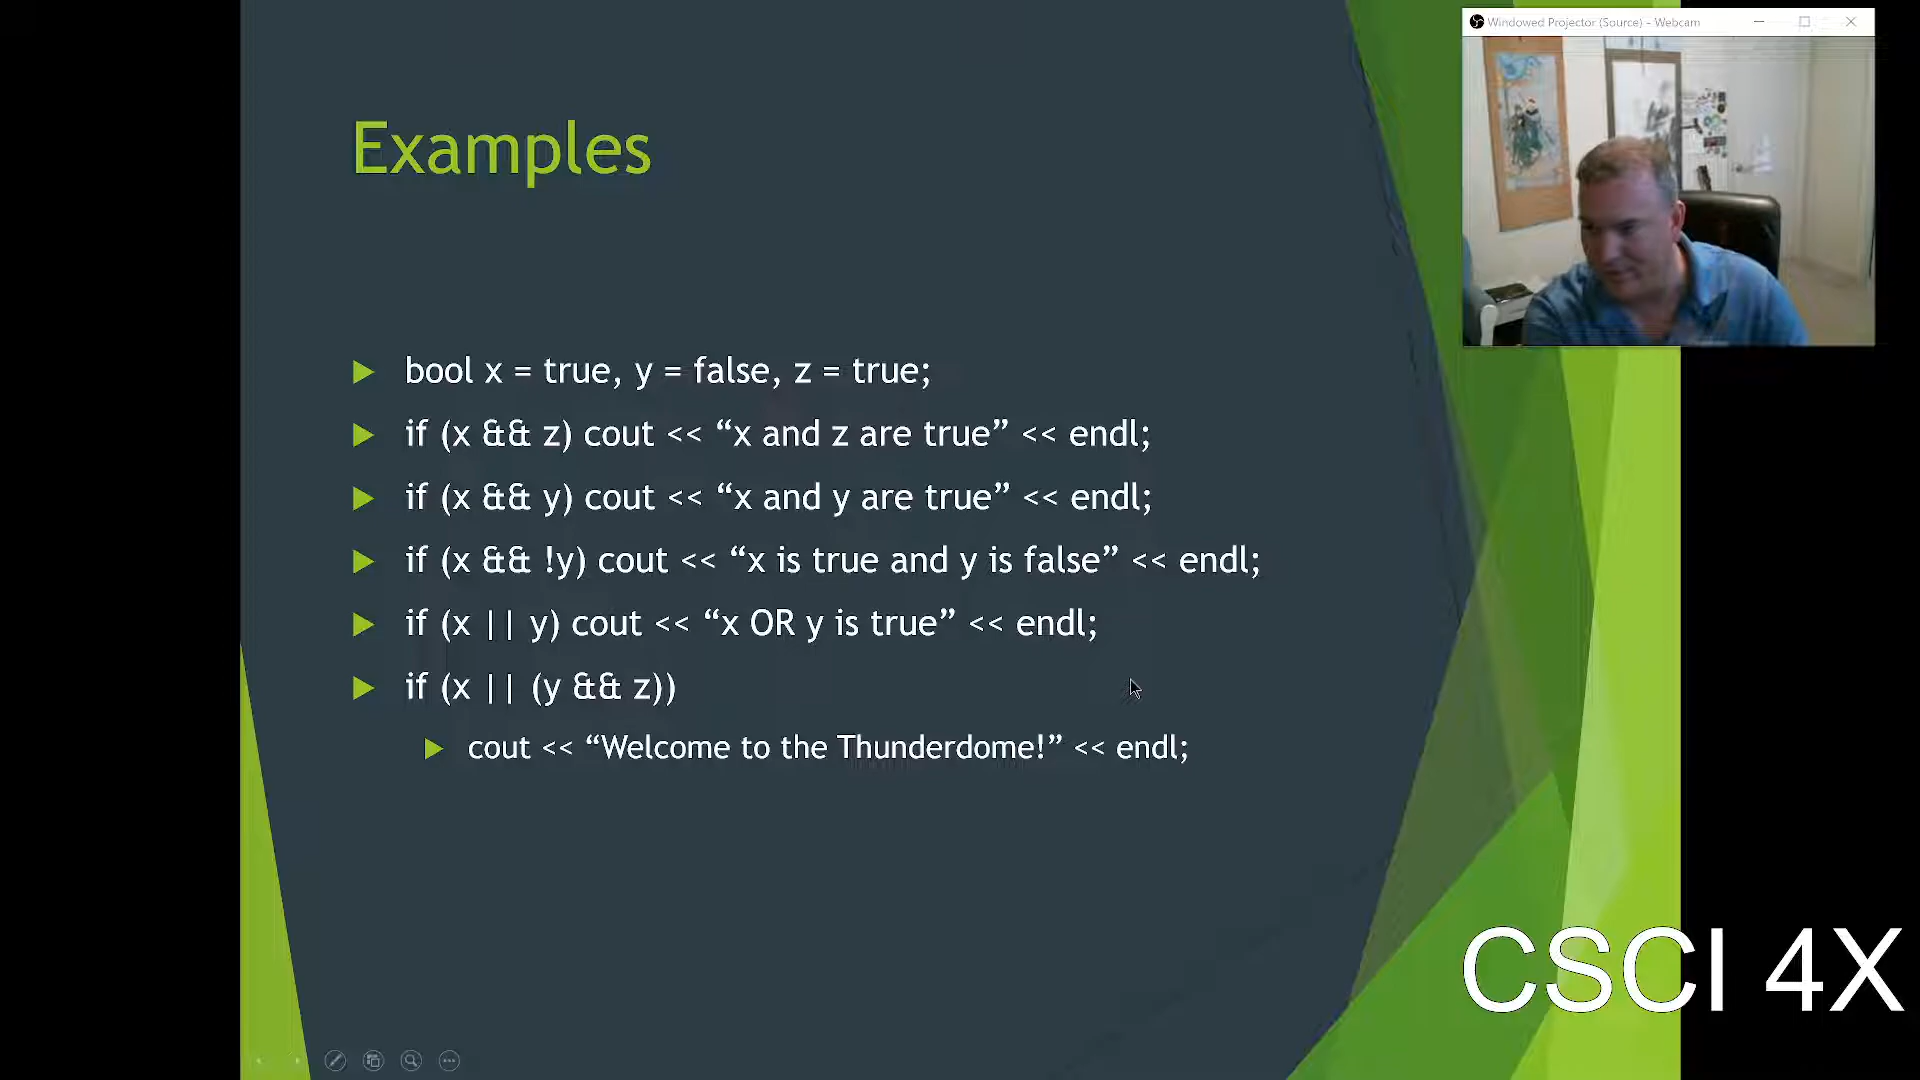 Windowed Projector (Source) - Webcam
Examples
bool x = true, y = false, z = true;
if (x && z) cout << “x and z are true” << endl;
if (x && y) cout << “x and y are true” << endl;
if (x && !y) cout << “x is true and y is false” << endl;
if (x || y) cout << “x OR y is true” << endl;
if (x || (y && z))
cout << “Welcome to the Thunderdome!” << endl;
CSCI 4X